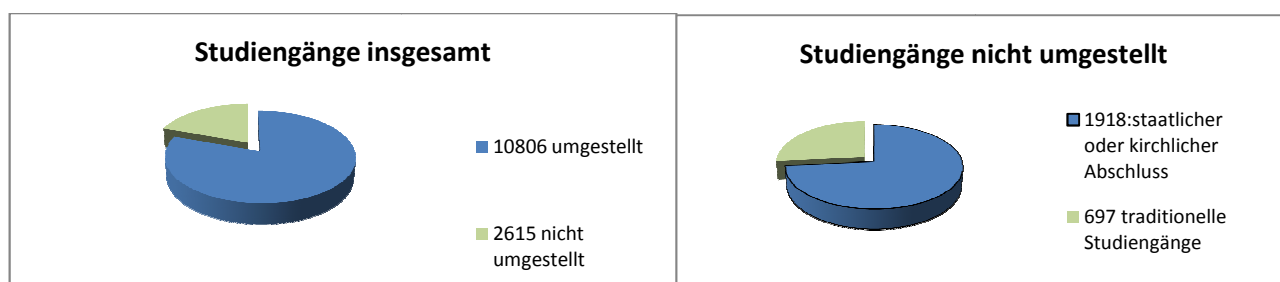 Studiengänge insgesamt
10806 umgestellt
2615 nicht
umgestellt
Studiengänge nicht umgestellt
1918:staatlicher
oder kirchlicher
Abschluss
697 traditionelle
Studiengänge